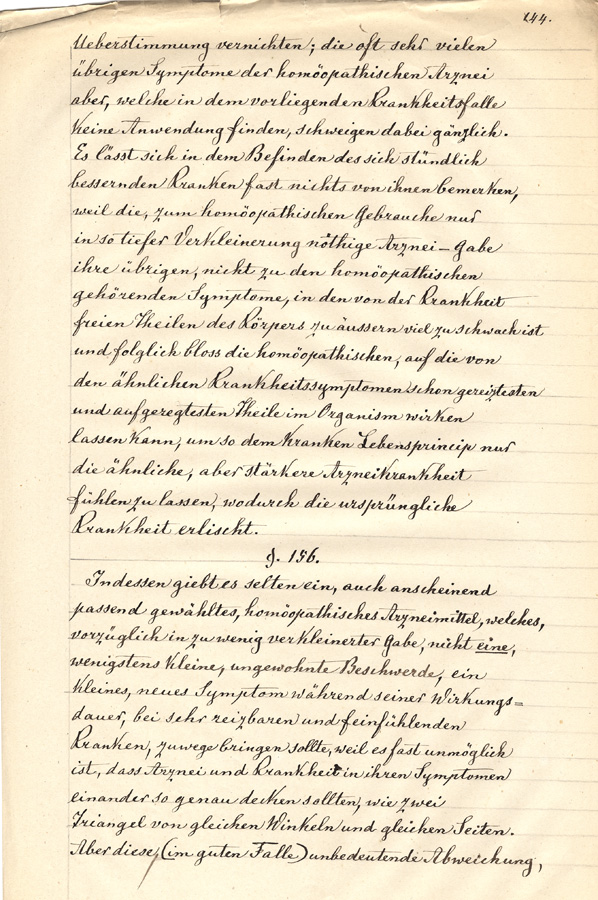 244.
Ueberstimmung vernichten; die oft sehr vielen
übrigen Symptome der homöopathischen Arznei
aber, welche in dem vorliegenden Krankheitsfalle
keine Anwendung finden, schweigen dabei gänzlich.
Es lässt sich in dem Befinden des sich stündlich
bessernden Kranken fast nichts von ihnen bemerken,
weil die, zum homöopathischen Gebrauche nur
in so tiefer Verkleinerung nöthige Arznei-Gabe
ihre übrigen, nicht zu den homöopathischen
gehörenden Symptome, in den von der Krankheit
freien Theilen des Körpers zu äussern viel zu schwach ist
und folglich bloss die homöopathischen, auf die von
den ähnlichen Krankheitssymptomen schon gereiztesten
und aufgeregtesten Theile im Organism wirken
lassen kann, um so dem kranken Lebensprincip nur
die ähnliche, aber stärkere Arzneikrankheit
fühlen zu lassen, wodurch die ursprüngliche
Krankheit erlischt.
§. 156.
Indessen giebt es selten ein, auch anscheinend
passend gewähltes, homöopathisches Arzneimittel, welches,
vorzüglich in zu wenig verkleinerter Gabe, nicht eine,
wenigstens kleine, ungewohnte Beschwerde, ein
kleines, neues Symptom während seiner Wirkungs=
dauer, bei sehr reizbaren und feinfühlenden
Kranken, zuwege bringen sollte, weil es fast unmöglich
ist, dass Arznei und Krankheit in ihren Symptomen
einander so genau decken sollten, wie zwei
Triangel von gleichen Winkeln und gleichen Seiten.
Aber diese, (im guten Falle) unbedeutende Abweichung,